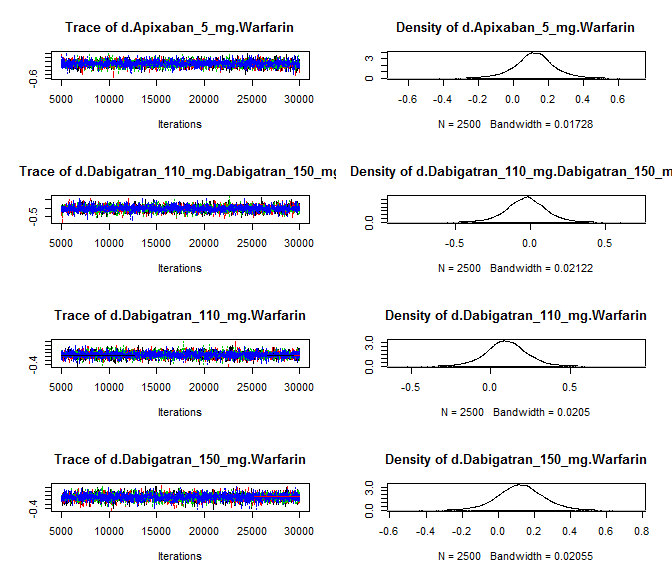 Trace of d.Apixaban_5_mg.Warfarin
-0.6
5000 10000 15000 20000 25000 30000
Iterations
Density of d.Apixaban_5_mg.Warfarin
0 3
-0.6 -0.4 -0.2 0.0 0.2 0.4 0.6
N = 2500 Bandwidth = 0.01728
Trace of d.Dabigatran_110_mg.Dabigatran_150_mg
-0.5
5000 10000 15000 20000 25000 30000
Iterations
Density of d.Dabigatran_110_mg.Dabigatran_150_m
0.0
-0.5 0.0 0.5
N = 2500 Bandwidth = 0.02122
Trace of d.Dabigatran_110_mg.Warfarin
-0.4
5000 10000 15000 20000 25000 30000
Iterations
Density of d.Dabigatran_110_mg.Warfarin
0.0 3.0
-0.5 0.0 0.5
N = 2500 Bandwidth = 0.0205
Trace of d.Dabigatran_150_mg.Warfarin
-0.4
5000 10000 15000 20000 25000 30000
Iterations
Density of d.Dabigatran_150_mg.Warfarin
0.0 3.0
-0.6 -0.4 -0.2 0.0 0.2 0.4 0.6 0.8
N = 2500 Bandwidth = 0.02055